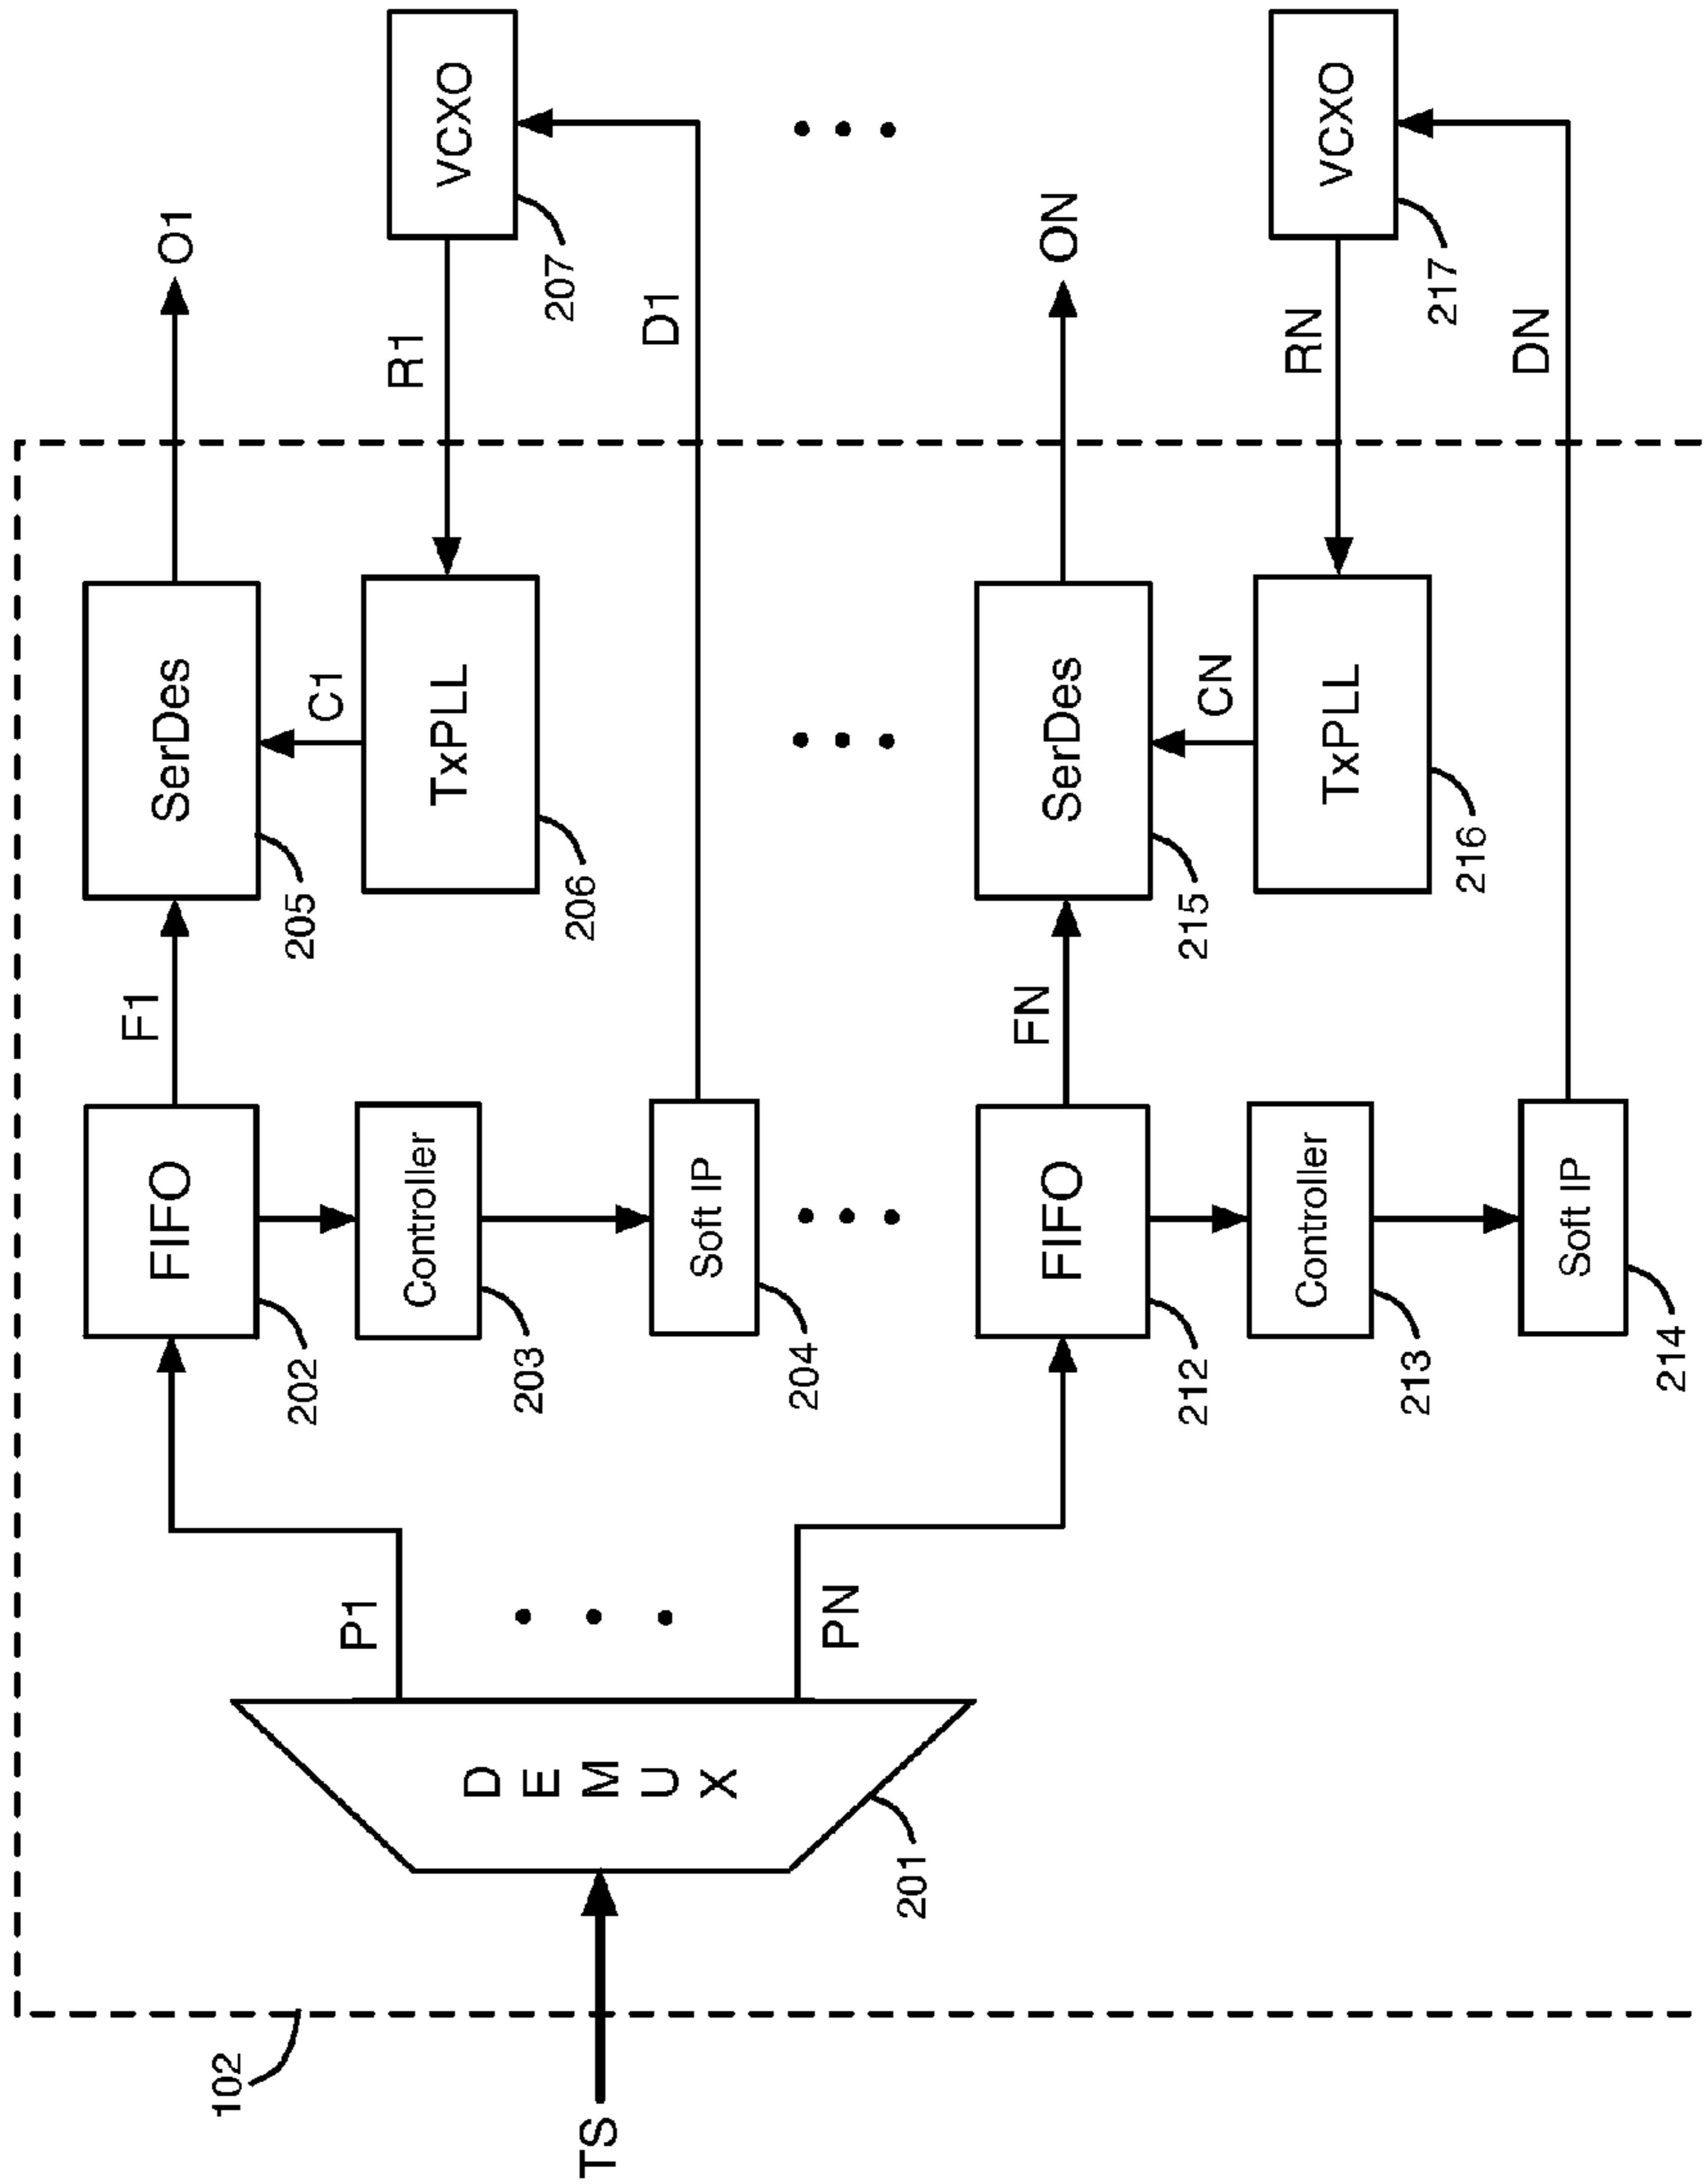 102
TS
DEMUX
201
P1
PN
FIFO
202
F1
SerDes
205
O1
Controller
203
C1
TxPLL
206
R1
VCXO
207
Soft IP
204
D1
FIFO
212
FN
SerDes
215
ON
Controller
213
CN
TxPLL
216
RN
VCXO
217
Soft IP
214
DN